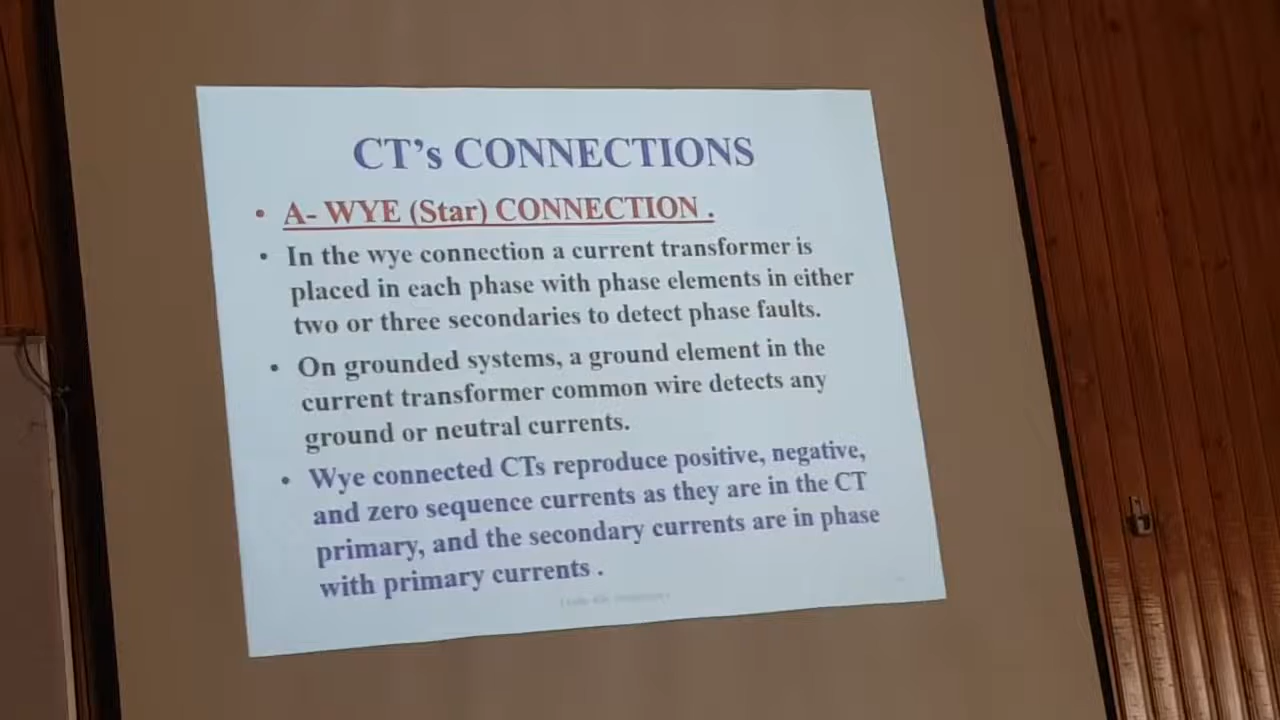 CT's CONNECTIONS
• A- WYE (Star) CONNECTION .
• In the wye connection a current transformer is
placed in each phase with phase elements in either
two or three secondaries to detect phase faults.
• On grounded systems, a ground element in the
current transformer common wire detects any
ground or neutral currents.
• Wye connected CTs reproduce positive, negative,
and zero sequence currents as they are in the CT
primary, and the secondary currents are in phase
with primary currents .